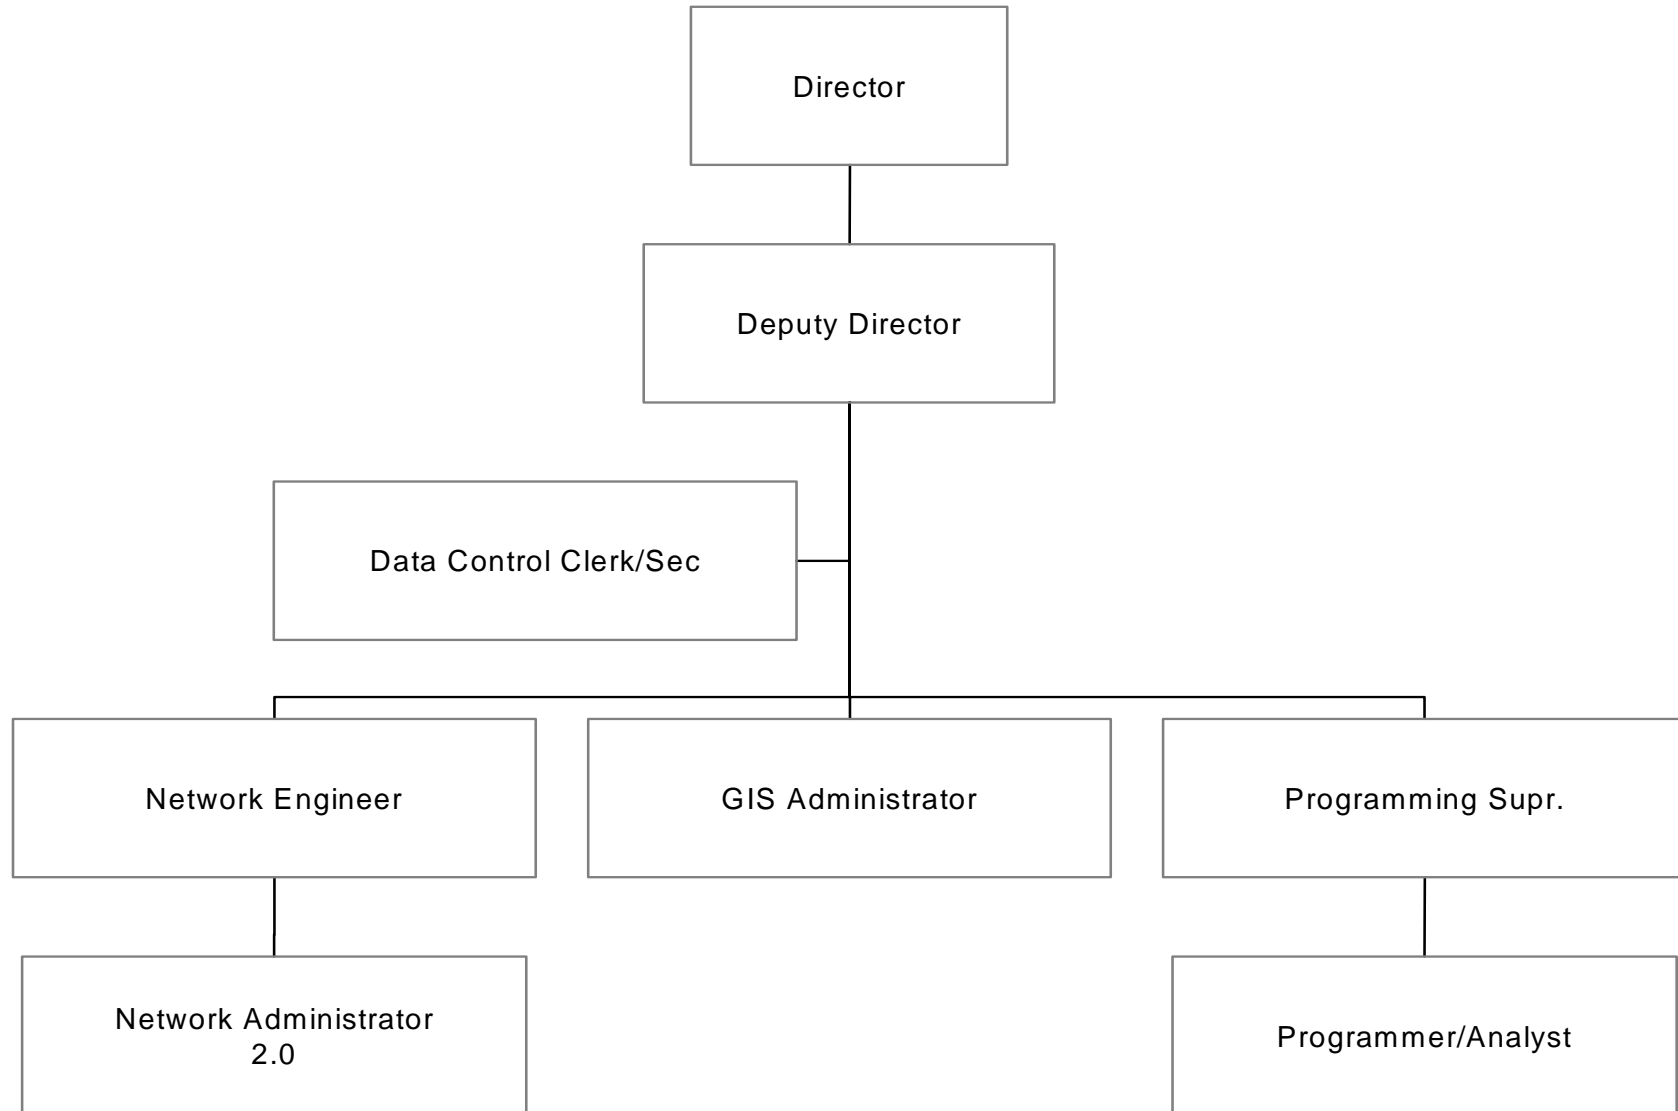 Director
Deputy Director
Data Control Clerk/Sec
Network Engineer
GIS Administrator
Programming Supr.
Network Administrator
2.0
Programmer/Analyst